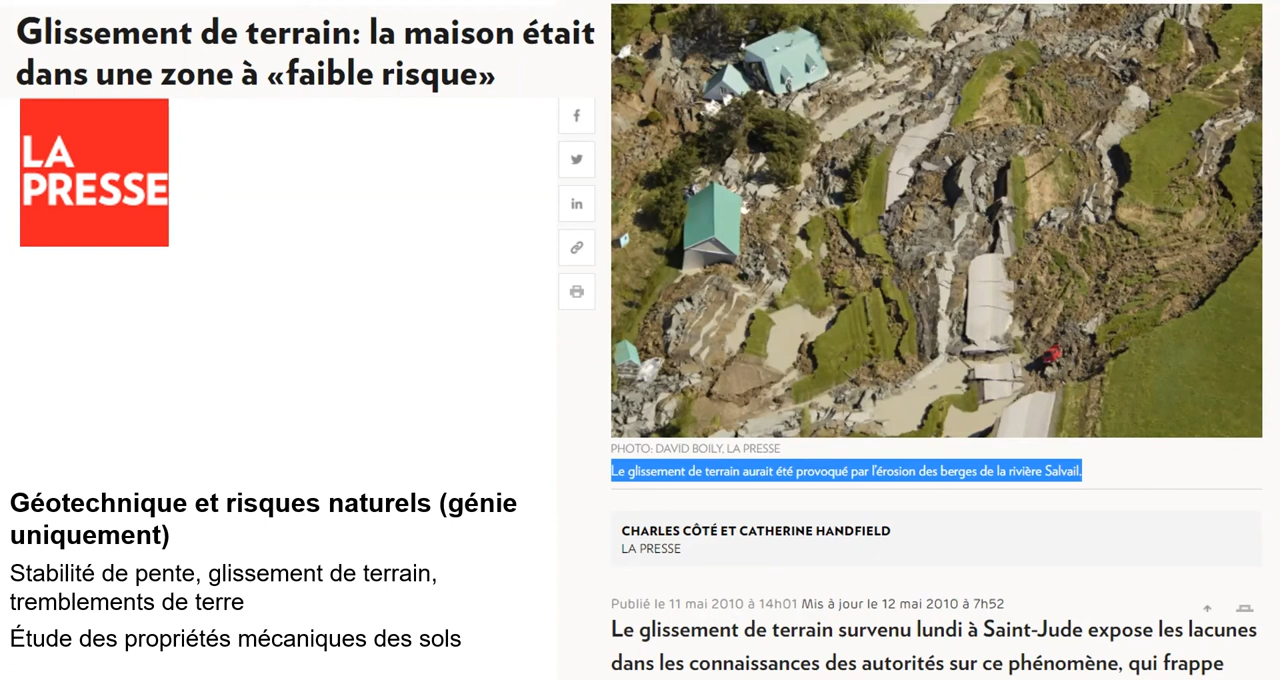 Glissement de terrain: la maison était
dans une zone à «faible risque»
LA
PRESSE
Géotechnique et risques naturels (génie
uniquement)
Stabilité de pente, glissement de terrain,
tremblements de terre
Étude des propriétés mécaniques des sols
f
in
PHOTO: DAVID BOILY, LA PRESSE
Le glissement de terrain aurait été provoqué par l'érosion des berges de la rivière Salvail.
CHARLES CÔTÉ ET CATHERINE HANDFIELD
LA PRESSE
Publié le 11 mai 2010 à 14h01 Mis à jour le 12 mai 2010 à 7h52
Le glissement de terrain survenu lundi à Saint-Jude expose les lacunes
dans les connaissances des autorités sur ce phénomène, qui frappe